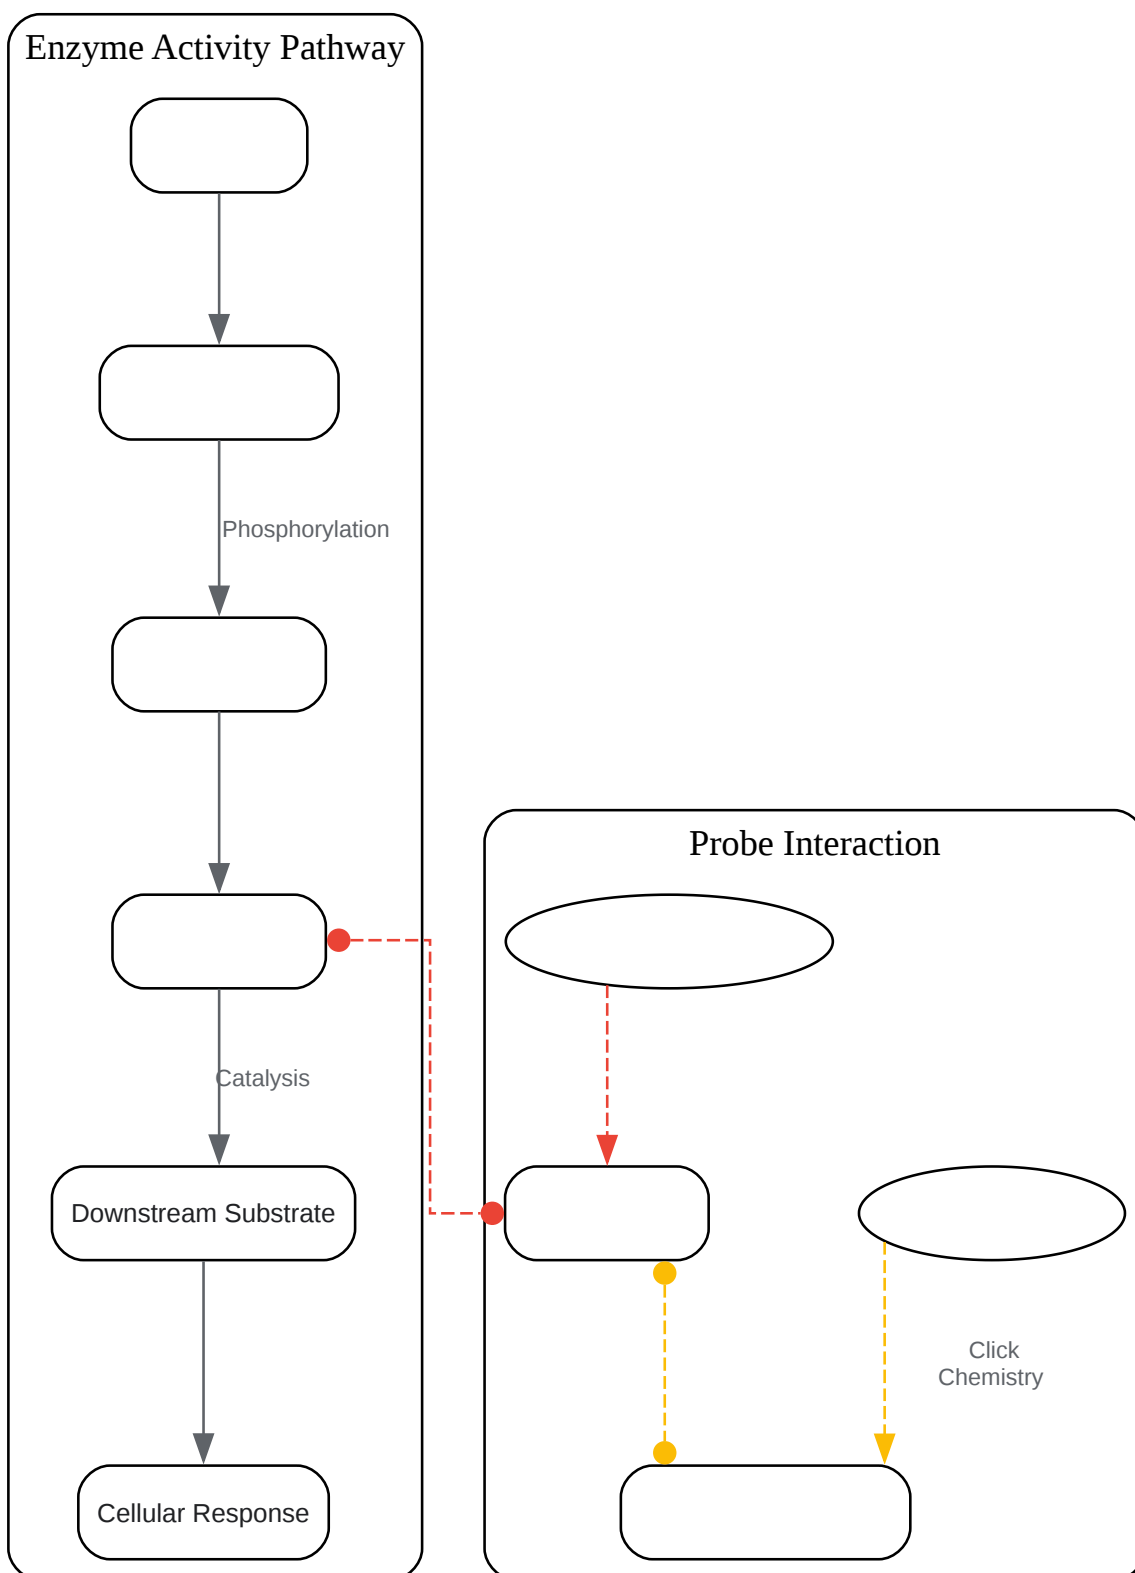 Enzyme Activity Pathway
Phosphorylation
Probe Interaction
Catalysis
Downstream Substrate
Click
Chemistry
Cellular Response